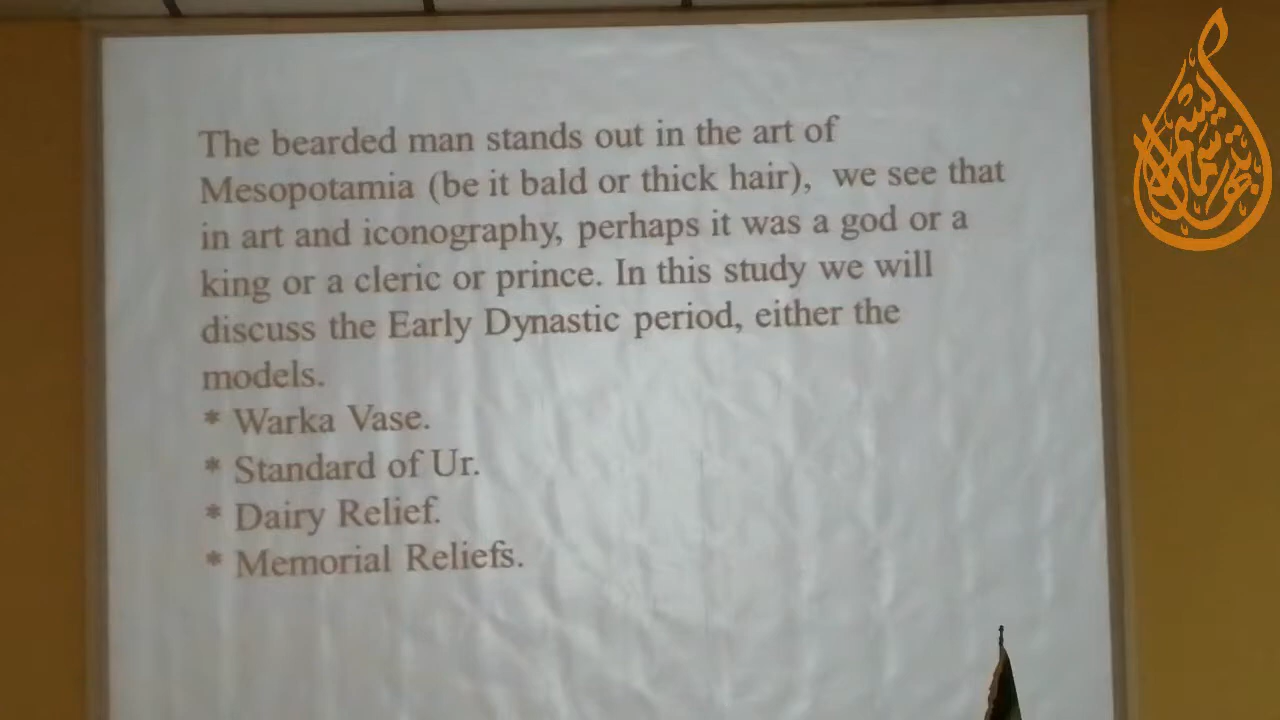 The bearded man stands out in the art of
Mesopotamia (be it bald or thick hair), we see that
in art and iconography, perhaps it was a god or a
king or a cleric or prince. In this study we will
discuss the Early Dynastic period, either the
models.
* Warka Vase.
* Standard of Ur.
* Dairy Relief.
* Memorial Reliefs.